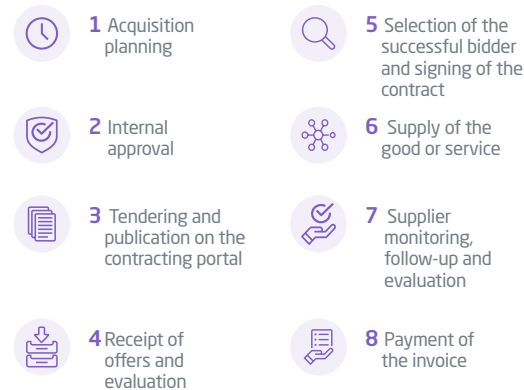 1 Acquisition
planning
2 Internal
approval
3 Tendering and
publication on the
contracting portal
4 Receipt of
offers and
evaluation
5 Selection of the
successful bidder
and signing of the
contract
6 Supply of the
good or service
7 Supplier
monitoring,
follow-up and
evaluation
8 Payment of
the invoice